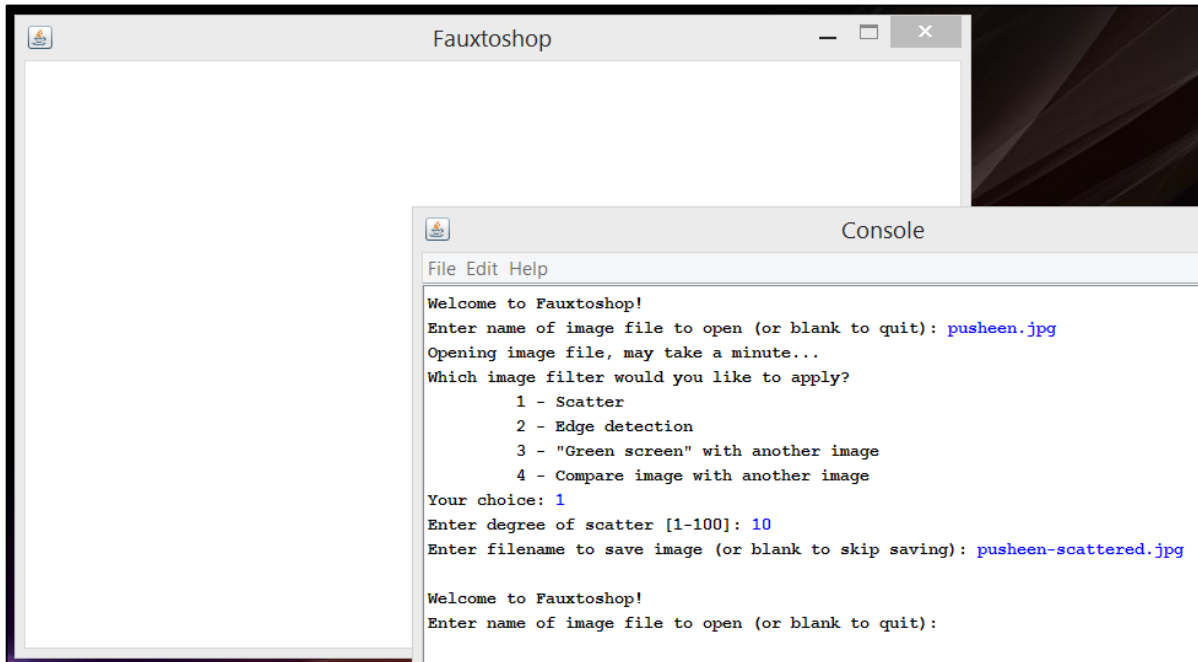 Fauxtoshop
Console
File Edit Help
Welcome to Fauxtoshop!
Enter name of image file to open (or blank to quit): pusheen.jpg
Opening image file, may take a minute...
Which image filter would you like to apply?
1 - Scatter
2 - Edge detection
3 - "Green screen" with another image
4 - Compare image with another image
Your choice: 1
Enter degree of scatter [1-100]: 10
Enter filename to save image (or blank to skip saving): pusheen-scattered.jpg
Welcome to Fauxtoshop!
Enter name of image file to open (or blank to quit):